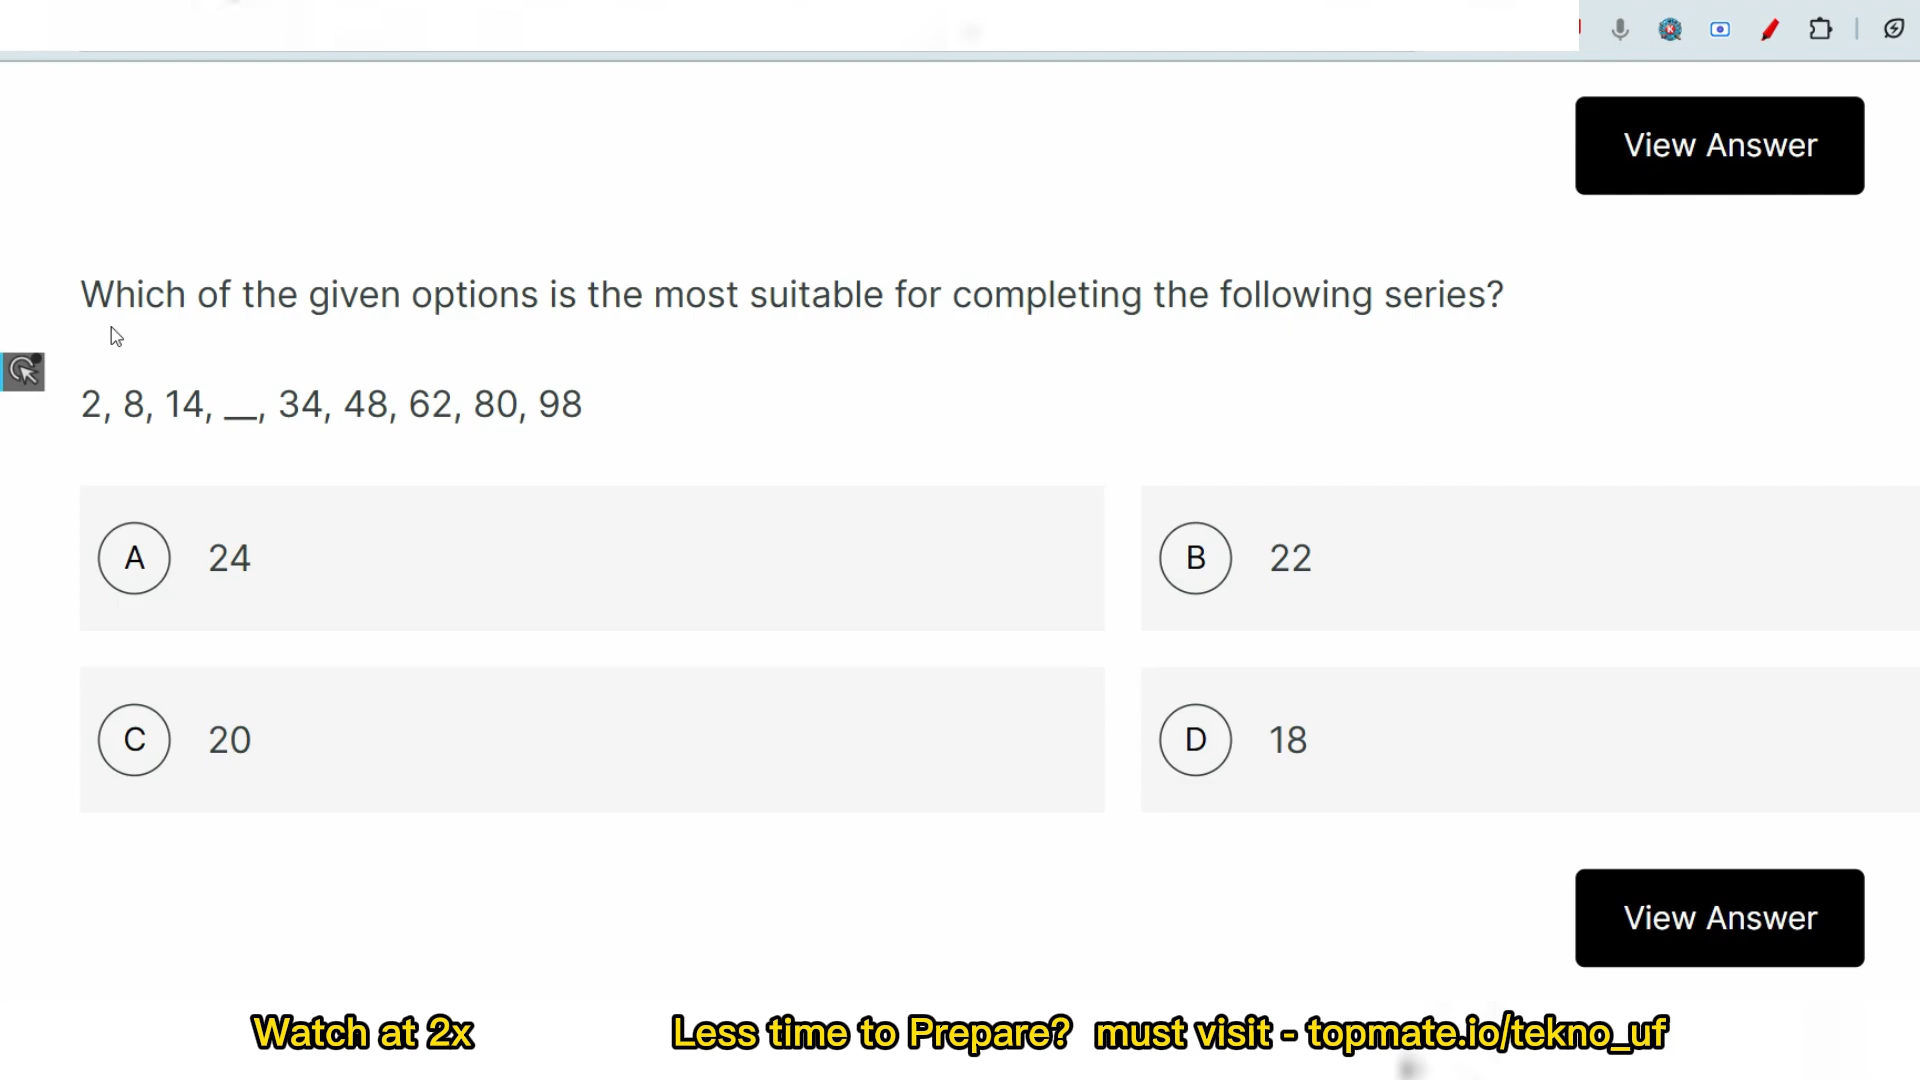 View Answer
Which of the given options is the most suitable for completing the following series?
2, 8, 14, __, 34, 48, 62, 80, 98
A 24
B 22
C 20
D 18
View Answer
Watch at 2x
Less time to Prepare? must visit - topmate.io/tekno_uf